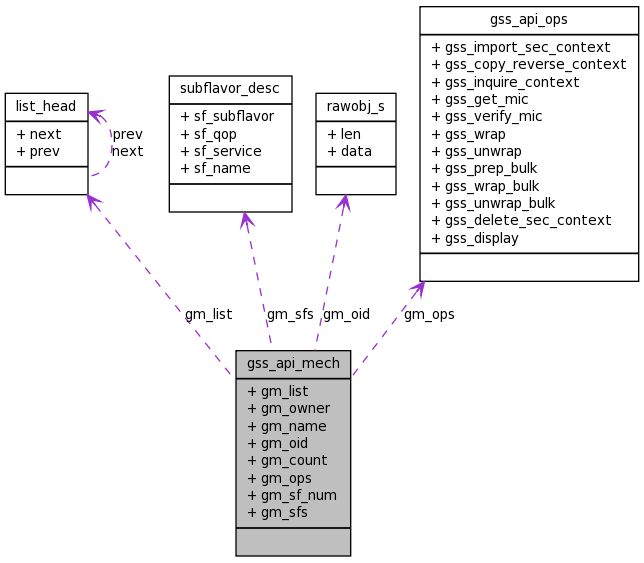 gss_api_ops
+ gss_import_sec_context
+ gss_copy_reverse_context
+ gss_inquire_context
+ gss_get_mic
+ gss_verify_mic
+ gss_wrap
+ gss_unwrap
+ gss_prep_bulk
+ gss_wrap_bulk
+ gss_unwrap_bulk
+ gss_delete_sec_context
+ gss_display
subflavor_desc
+ sf_subflavor
+ sf_qop
+ sf_service
+ sf_name
list_head
+ next
+ prev
prev
next
rawobj_s
+ len
+ data
gm_list
gm_sfs
gm_oid
gm_ops
gss_api_mech
+ gm_list
+ gm_owner
+ gm_name
+ gm_oid
+ gm_count
+ gm_ops
+ gm_sf_num
+ gm_sfs